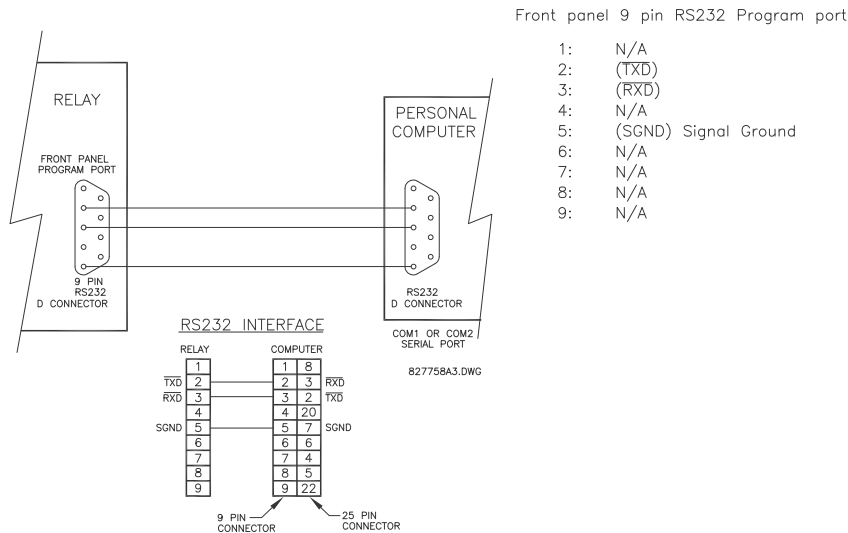 Front panel 9 pin RS232 Program port
1: N/A
2: (TXD)
3: (RXD)
4: N/A
5: (SGND) Signal Ground
6: N/A
7: N/A
8: N/A
9: N/A
RELAY
FRONT PANEL
PROGRAM PORT
9 PIN
RS232
D CONNECTOR
PERSONAL
COMPUTER
RS232
D CONNECTOR
COM1 OR COM2
SERIAL PORT
827758A3.DWG
RS232 INTERFACE
RELAY COMPUTER
1 1 8
TXD 2 2 3 RXD
RXD 3 3 2 TXD
4 4 20
SGND 5 5 7 SGND
6 6 6
7 7 4
8 8 5
9 9 22
9 PIN
CONNECTOR
25 PIN
CONNECTOR